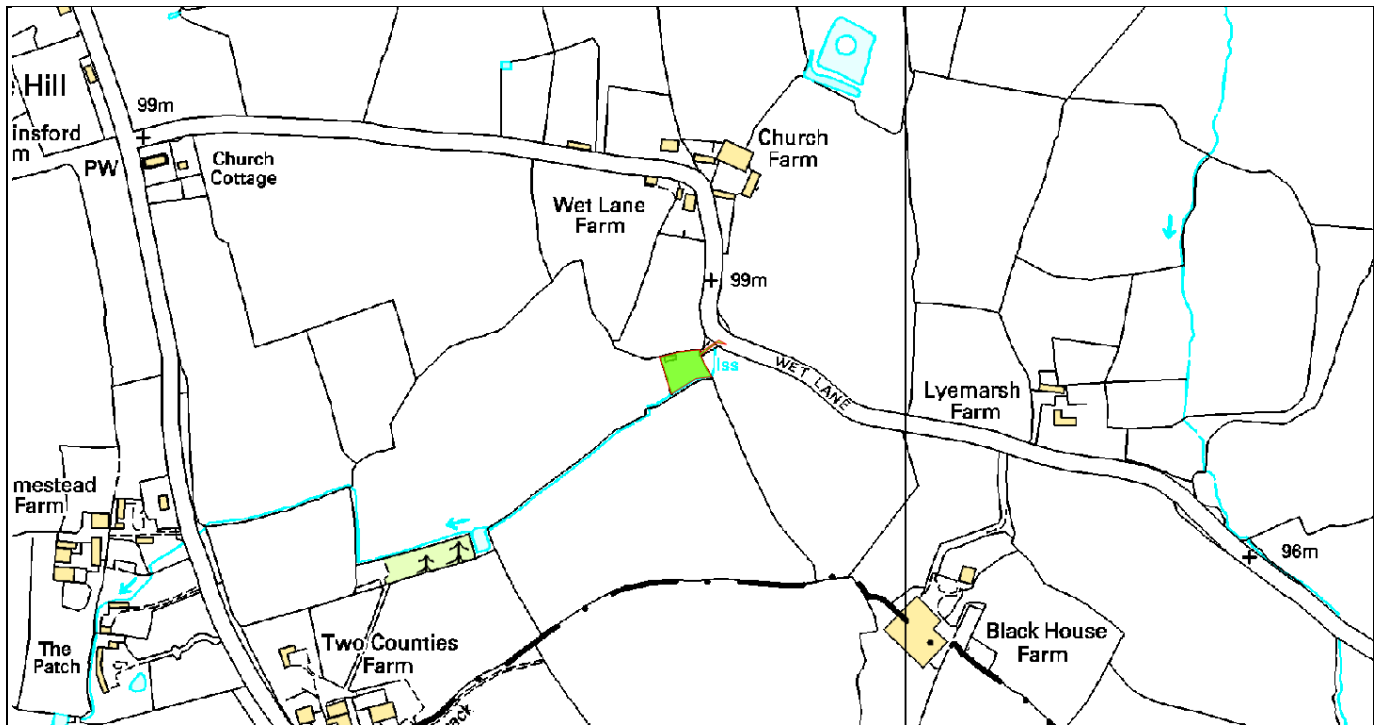 Hill
insford
m
99m
PW
Church
Cottage
Church
Farm
Wet Lane
Farm
99m
Iss
WET LANE
Lyemarsh
Farm
mestead
Farm
96m
The
Patch
Two Counties
Farm
Black House
Farm